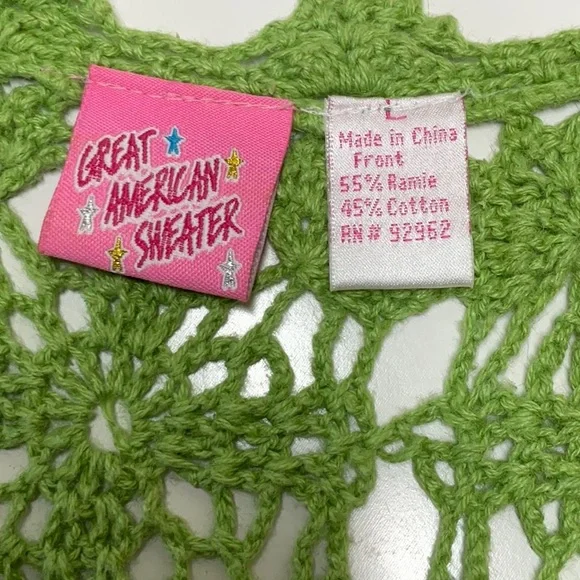 GREAT
AMERICAN
SWEATER
L
Made in China
Front
55% Ramie
45% Cotton
RN# 92962